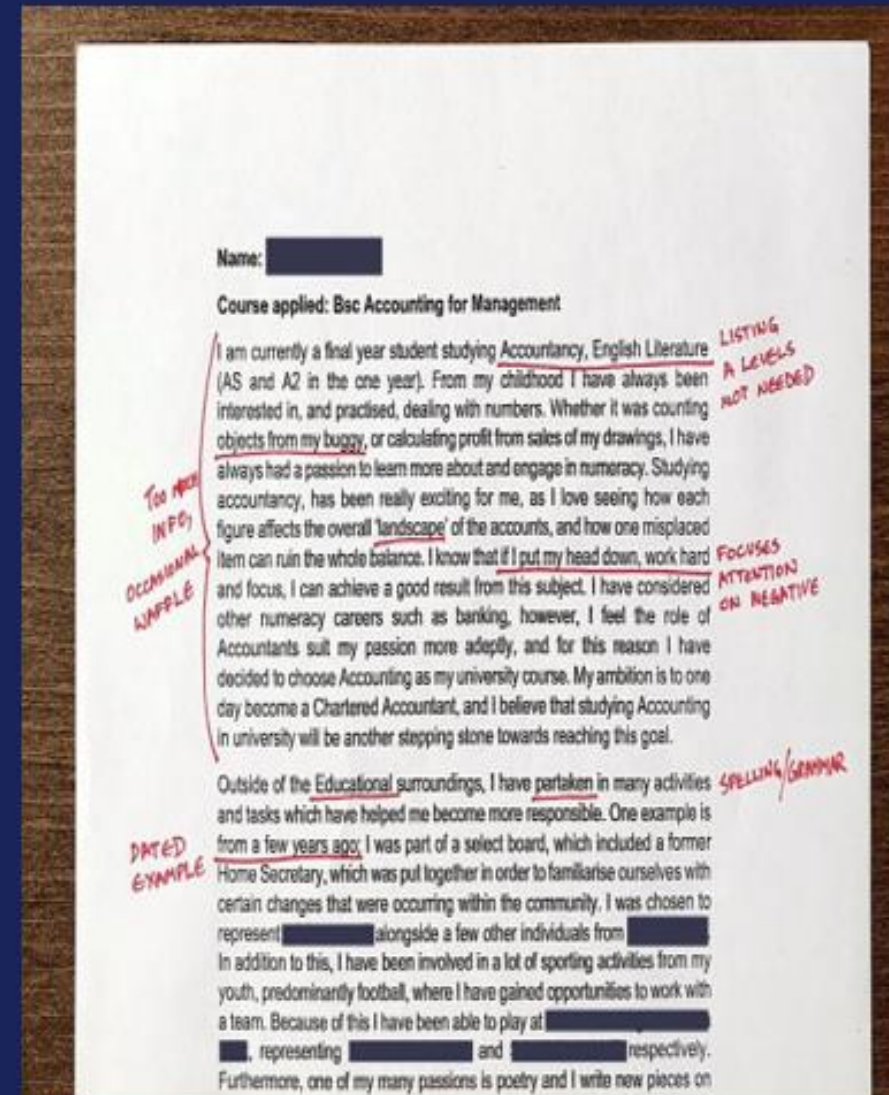 Name:
Course applied: Bsc Accounting for Management
I am currently a final year student studying Accountancy, English Literature
(AS and A2 in the one year). From my childhood I have always been
interested in, and practised, dealing with numbers. Whether it was counting
objects from my buggy, or calculating profit from sales of my drawings, I have
always had a passion to learn more about and engage in numeracy. Studying
accountancy, has been really exciting for me, as I love seeing how each
figure affects the overall 'landscape' of the accounts, and how one misplaced
item can ruin the whole balance. I know that if I put my head down, work hard
and focus, I can achieve a good result from this subject. I have considered
other numeracy careers such as banking, however, I feel the role of
Accountants suit my passion more adeptly, and for this reason I have
decided to choose Accounting as my university course. My ambition is to one
day become a Chartered Accountant, and I believe that studying Accounting
in university will be another stepping stone towards reaching this goal.
LISTING
A LEVELS
NOT NEEDED
TOO MUCH
INFO,
OCCASIONAL
WAFFLE
FOCUSES
ATTENTION
ON NEGATIVE
Outside of the Educational surroundings, I have partaken in many activities
and tasks which have helped me become more responsible. One example is
from a few years ago; I was part of a select board, which included a former
Home Secretary, which was put together in order to familiarise ourselves with
certain changes that were occurring within the community. I was chosen to
represent alongside a few other individuals from
In addition to this, I have been involved in a lot of sporting activities from my
youth, predominantly football, where I have gained opportunities to work with
a team. Because of this I have been able to play at
, representing and respectively.
Furthermore, one of my many passions is poetry and I write new pieces on
SPELLING/GRAMMAR
DATED
EXAMPLE